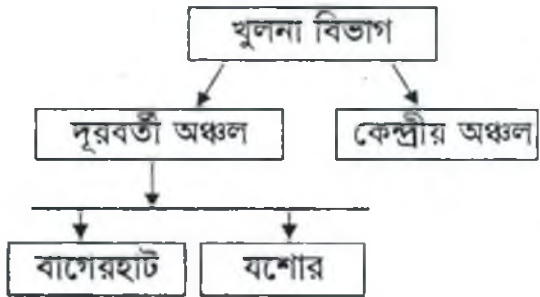 খুলনা বিভাগ
দূরবর্তী অঞ্চল কেন্দ্রীয় অঞ্চল
বাগেরহাট যশোর